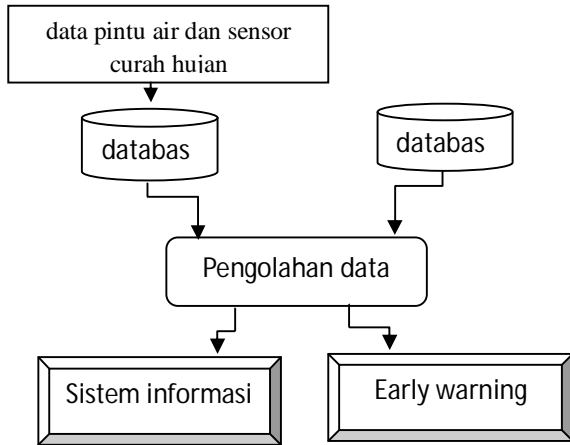 data pintu air dan sensor
curah hujan
databas
databas
Pengolahan data
Sistem informasi
Early warning